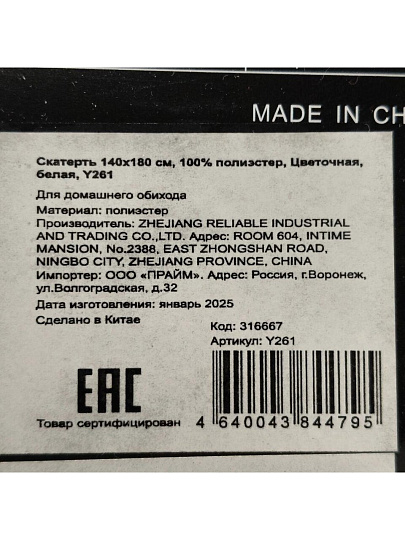 MADE IN CH
Скатерть 140х180 см, 100% полиэстер, Цветочная,
белая, Y261
Для домашнего обихода
Материал: полиэстер
Производитель: ZHEJIANG RELIABLE INDUSTRIAL
AND TRADING CO.,LTD. Адрес: ROOM 604, INTIME
MANSION, No.2388, EAST ZHONGSHAN ROAD,
NINGBO CITY, ZHEJIANG PROVINCE, CHINA
Импортер: ООО «ПРАЙМ». Адрес: Россия, г.Воронеж,
ул.Волгоградская, д.32
Дата изготовления: январь 2025
Сделано в Китае
Код: 316667
Артикул: Y261
EAC
Товар сертифицирован
4 640043 844795